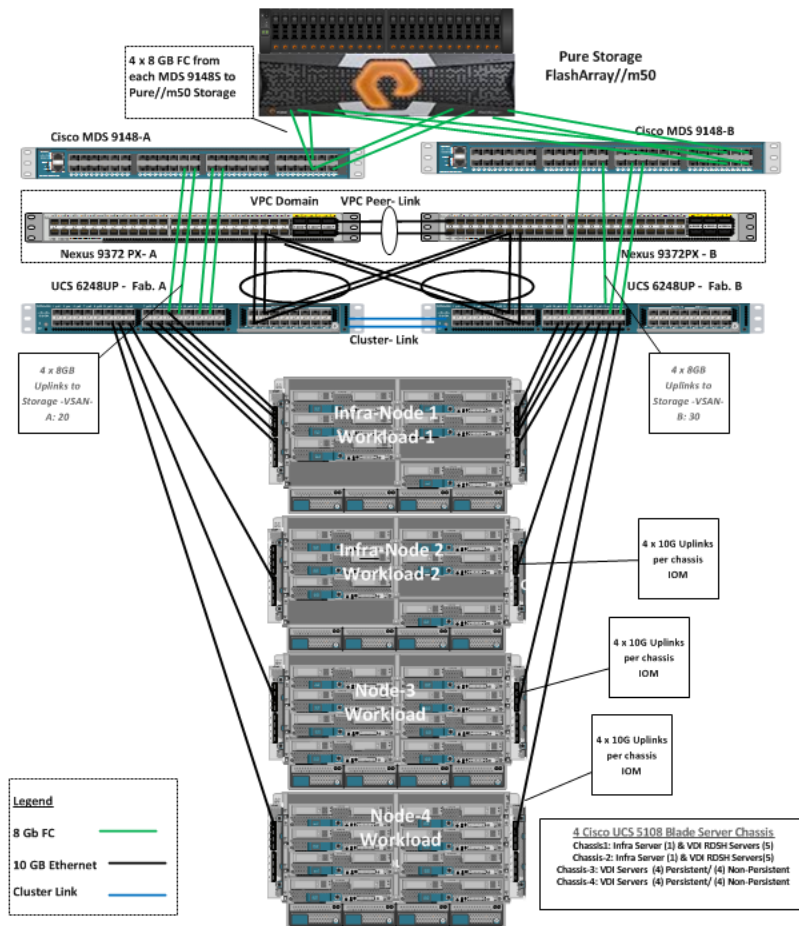 4 x 8 GB FC from
each MDS 9148S to
Pure//m50 Storage
Pure Storage
FlashArray//m50
Cisco MDS 9148-A
Cisco MDS 9148-B
VPC Domain
VPC Peer- Link
Nexus 9372 PX- A
Nexus 9372PX - B
UCS 6248UP - Fab. A
UCS 6248UP - Fab. B
Cluster- Link
4 x 8GB
Uplinks to
Storage -VSAN-
A: 20
4 x 8GB
Uplinks to
Storage -VSAN-
B: 30
Infra-Node 1
Workload-1
Infra-Node 2
Workload-2
4 x 10G Uplinks
per chassis
IOM
Node-3
Workload
4 x 10G Uplinks
per chassis
IOM
Node-4
Workload
4 x 10G Uplinks
per chassis
IOM
Legend
8 Gb FC
10 GB Ethernet
Cluster Link
4 Cisco UCS 5108 Blade Server Chassis
Chassis1: Infra Server (1) & VDI RDSH Servers (5)
Chassis-2: Infra Server (1) & VDI RDSH Servers(5)
Chassis-3: VDI Servers (4) Persistent/ (4) Non-Persistent
Chassis-4: VDI Servers (4) Persistent/ (4) Non-Persistent